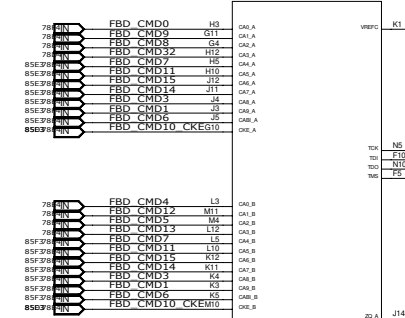 FBD_CMD0 H3 CA0_A VREFC K1
FBD_CMD9 G11 CA1_A
FBD_CMD8 G4 CA2_A
FBD_CMD32 H12 CA3_A
FBD_CMD7 H5 CA4_A
FBD_CMD11 H10 CA5_A
FBD_CMD15 J12 CA6_A
FBD_CMD14 J11 CA7_A
FBD_CMD3 J4 CA8_A
FBD_CMD1 J3 CA9_A
FBD_CMD6 J5 CABI_A
FBD_CMD10_CKE G10 CKE_A
TCK N5
TDI F10
TDO N10
TMS F5
FBD_CMD4 L3 CA0_B
FBD_CMD12 M11 CA1_B
FBD_CMD5 M4 CA2_B
FBD_CMD13 L12 CA3_B
FBD_CMD7 L5 CA4_B
FBD_CMD11 L10 CA5_B
FBD_CMD15 K12 CA6_B
FBD_CMD14 K11 CA7_B
FBD_CMD3 K4 CA8_B
FBD_CMD1 K3 CA9_B
FBD_CMD6 K5 CABI_B
FBD_CMD10_CKE M10 CKE_B
ZQ_A J14